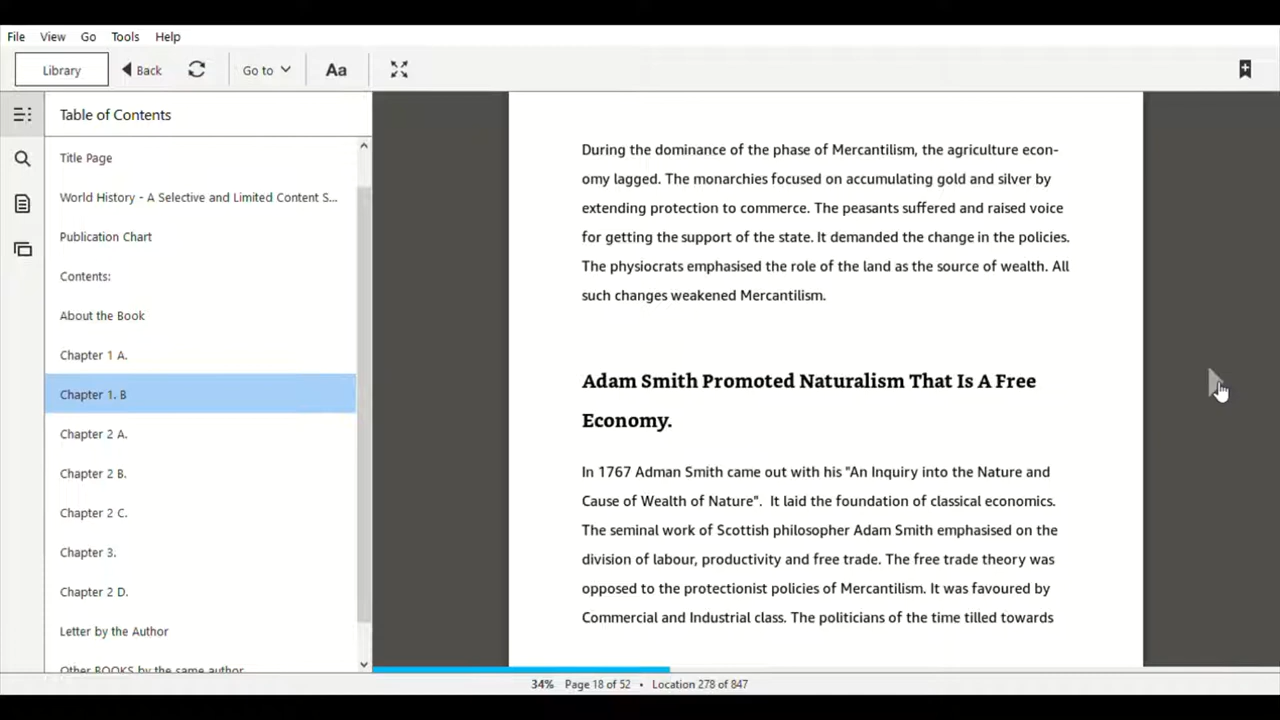 File View Go Tools Help
Library Back Go to Aa
Table of Contents
Title Page
World History - A Selective and Limited Content S...
Publication Chart
Contents:
About the Book
Chapter 1 A.
Chapter 1. B
Chapter 2 A.
Chapter 2 B.
Chapter 2 C.
Chapter 3.
Chapter 2 D.
Letter by the Author
Other BOOKS by the same author
During the dominance of the phase of Mercantilism, the agriculture econ-
omy lagged. The monarchies focused on accumulating gold and silver by
extending protection to commerce. The peasants suffered and raised voice
for getting the support of the state. It demanded the change in the policies.
The physiocrats emphasised the role of the land as the source of wealth. All
such changes weakened Mercantilism.
Adam Smith Promoted Naturalism That Is A Free
Economy.
In 1767 Adman Smith came out with his "An Inquiry into the Nature and
Cause of Wealth of Nature".  It laid the foundation of classical economics.
The seminal work of Scottish philosopher Adam Smith emphasised on the
division of labour, productivity and free trade. The free trade theory was
opposed to the protectionist policies of Mercantilism. It was favoured by
Commercial and Industrial class. The politicians of the time tilled towards
34% Page 18 of 52 • Location 278 of 847